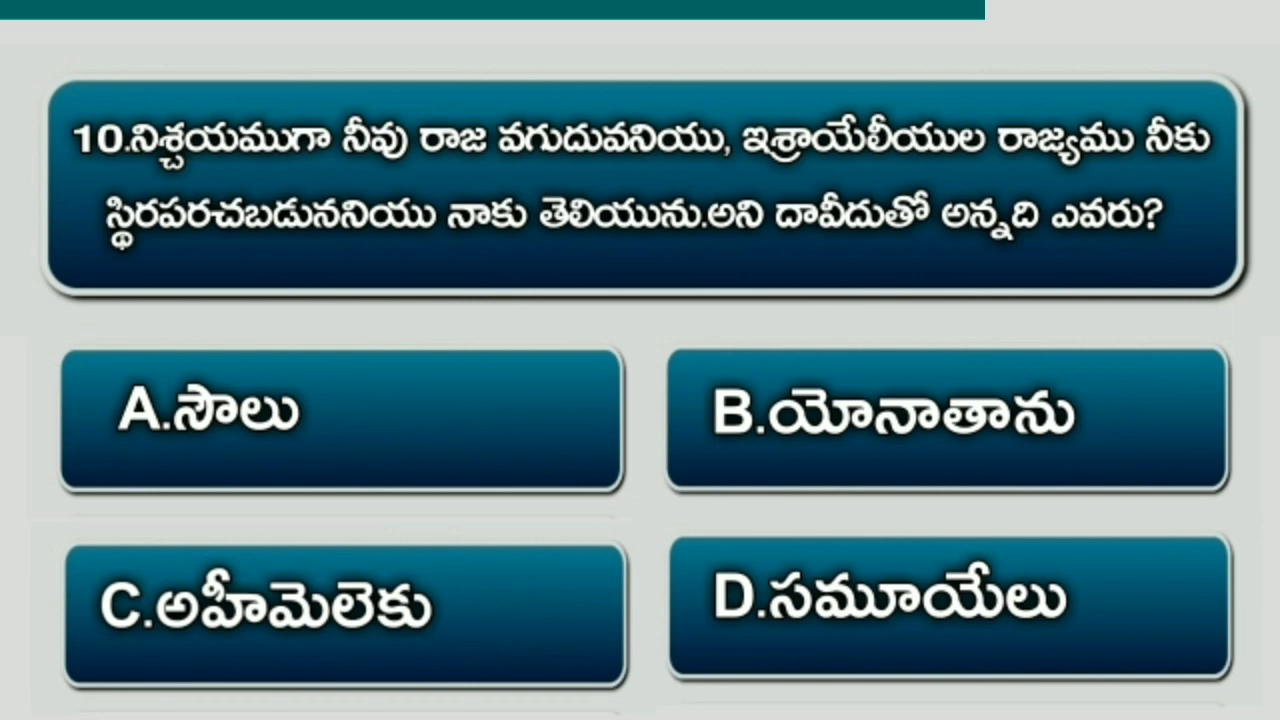 10.నిశ్చయముగా నీవు రాజ వగుదువనియు, ఇశ్రాయేలీయుల రాజ్యము నీకు
స్థిరపరచబడుననియు నాకు తెలియును.అని దావీదుతో అన్నది ఎవరు?
A.సౌలు
B.యోనాతాను
C.అహీమెలెకు
D.సమూయేలు